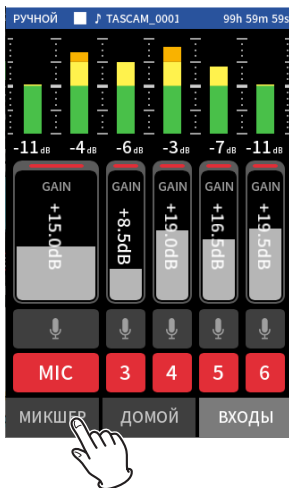 РУЧНОЙ ♪ TASCAM_0001 99h 59m 59s
-11 dB -4 dB -6 dB -3 dB -7 dB -11 dB
GAIN GAIN GAIN GAIN GAIN
+15.0dB +8.5dB +19.0dB +16.5dB +19.5dB
MIC 3 4 5 6
МИКШЕР ДОМОЙ ВХОДЫ